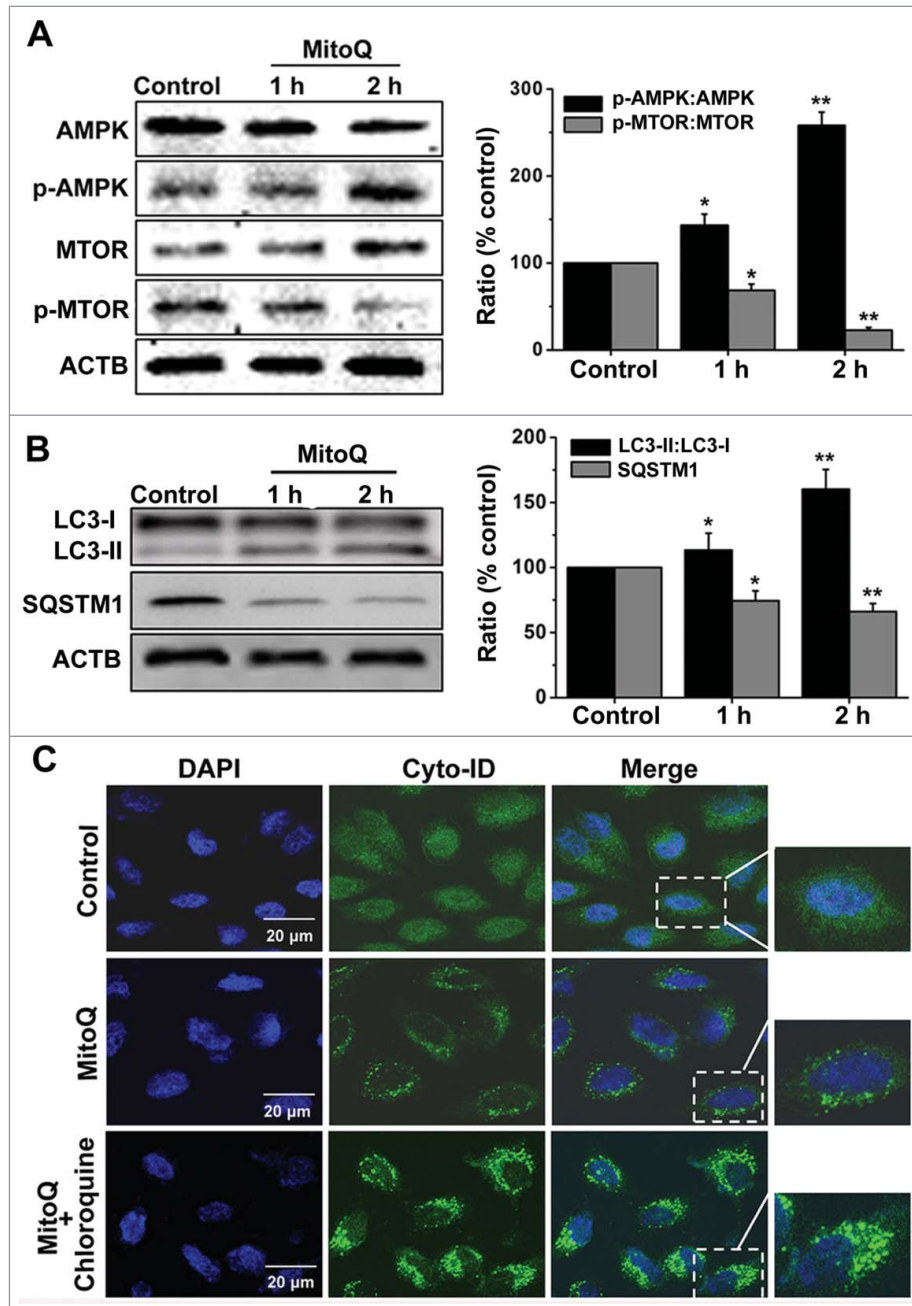 A
MitoQ
Control 1 h 2 h
AMPK
p-AMPK
MTOR
p-MTOR
ACTB
Ratio (% control)
300
200
100
0
p-AMPK:AMPK
p-MTOR:MTOR
*
*
**
**
Control 1 h 2 h
B
MitoQ
Control 1 h 2 h
LC3-I
LC3-II
SQSTM1
ACTB
Ratio (% control)
200
150
100
50
0
LC3-II:LC3-I
SQSTM1
*
*
**
**
Control 1 h 2 h
C
DAPI Cyto-ID Merge
Control
20 µm
MitoQ
20 µm
MitoQ
+
Chloroquine
20 µm